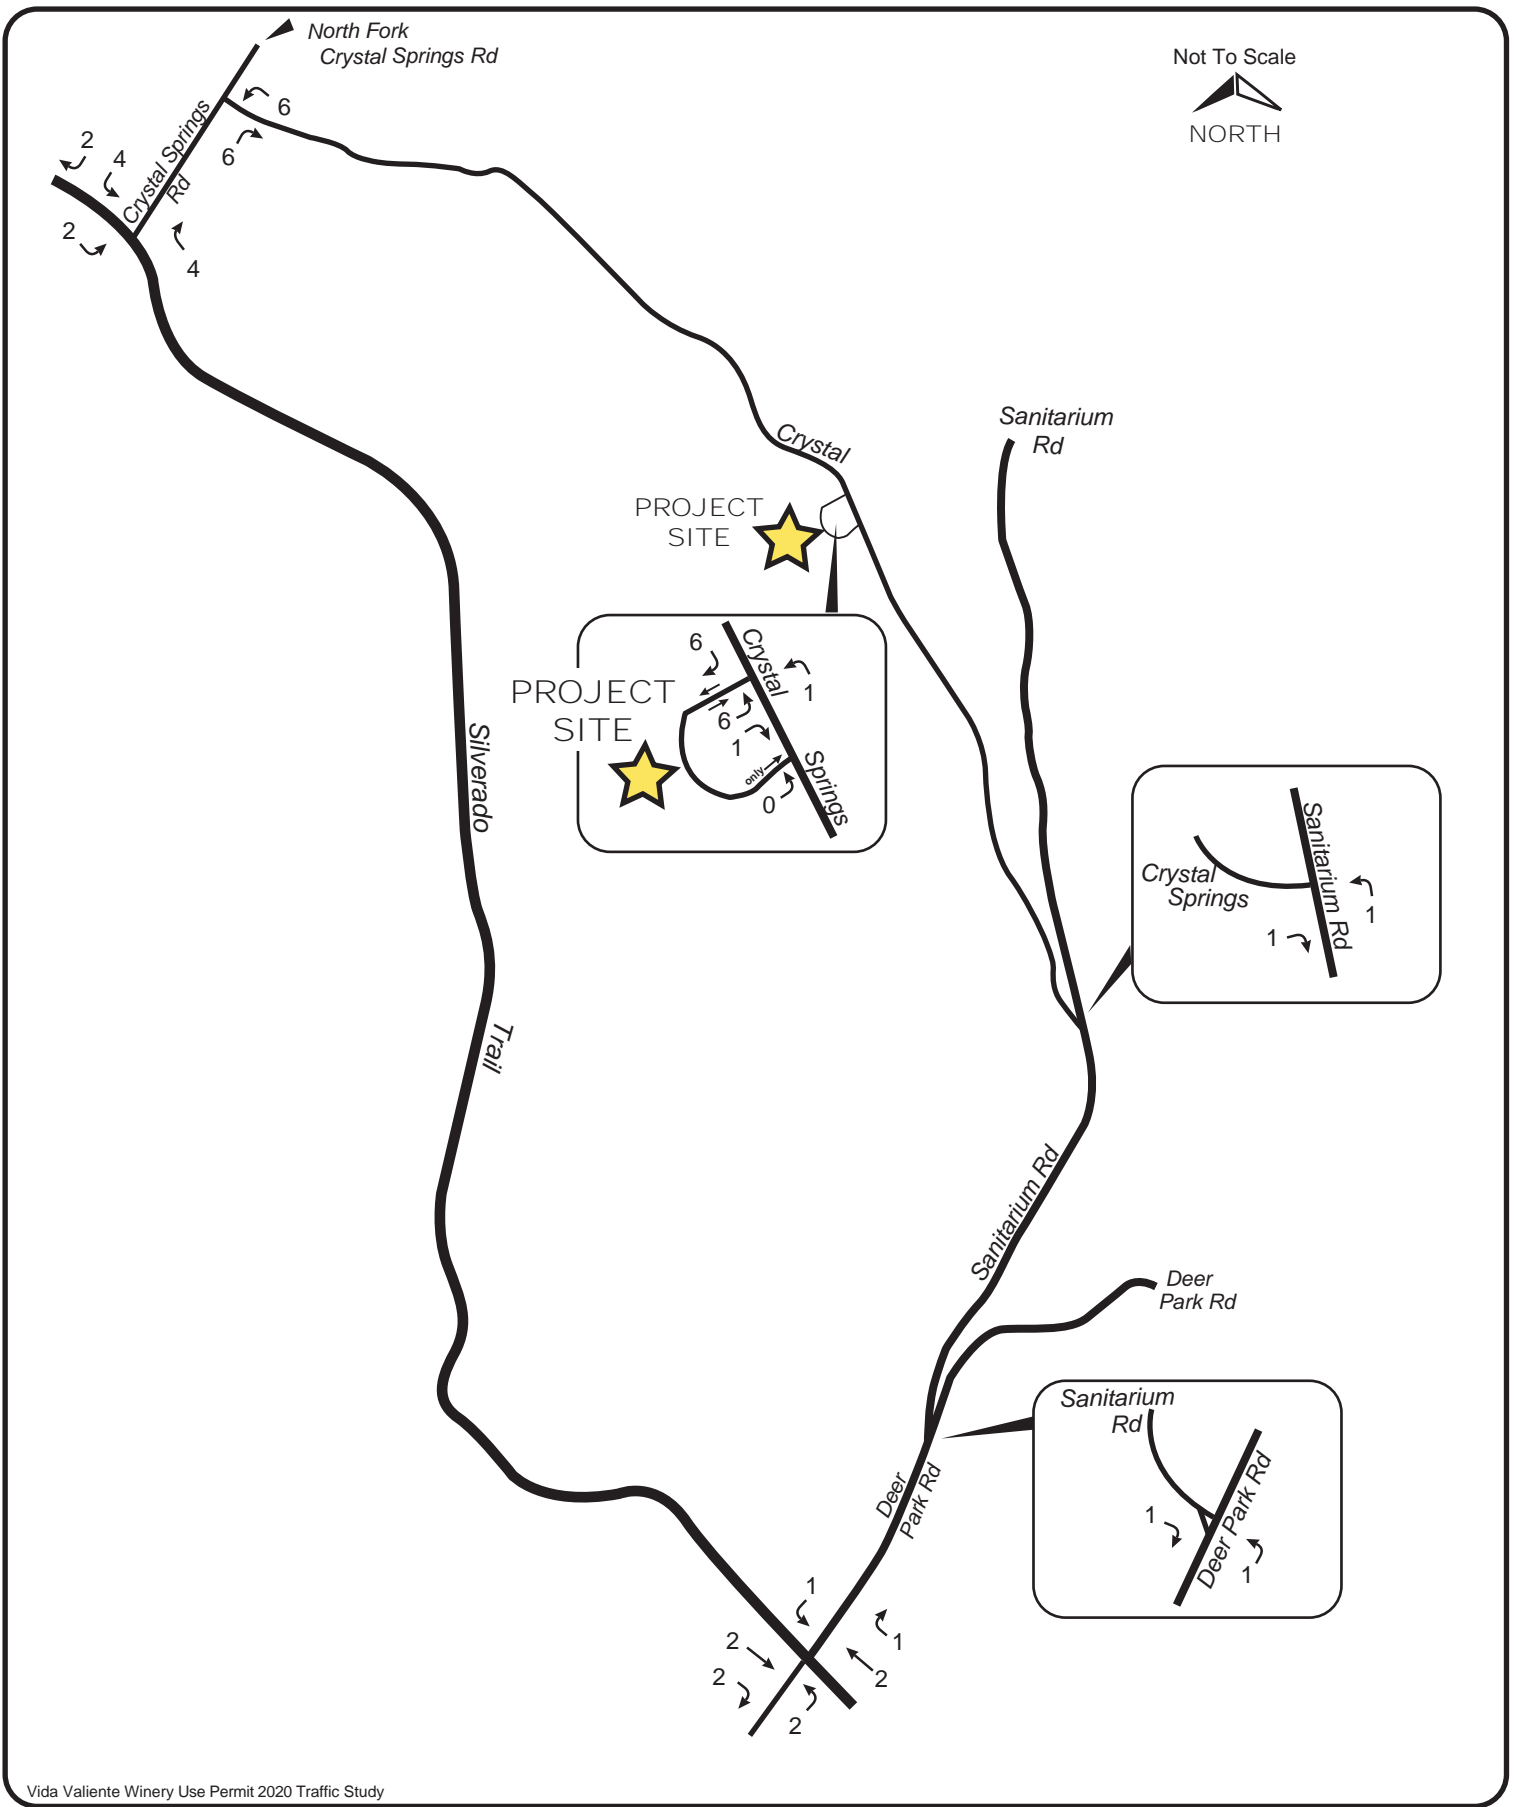 North Fork
Crystal Springs Rd
Not To Scale
NORTH
6
6
Crystal Springs
Rd
2
4
2
4
Crystal
Sanitarium
Rd
PROJECT
SITE
PROJECT
SITE
6
Crystal
1
6
1
only
0
Springs
Silverado
Trail
Crystal
Springs
Sanitarium Rd
1
1
Sanitarium Rd
Deer
Park Rd
Sanitarium
Rd
Deer Park Rd
1
1
Deer
Park Rd
1
2
2
1
2
2
Vida Valiente Winery Use Permit 2020 Traffic Study